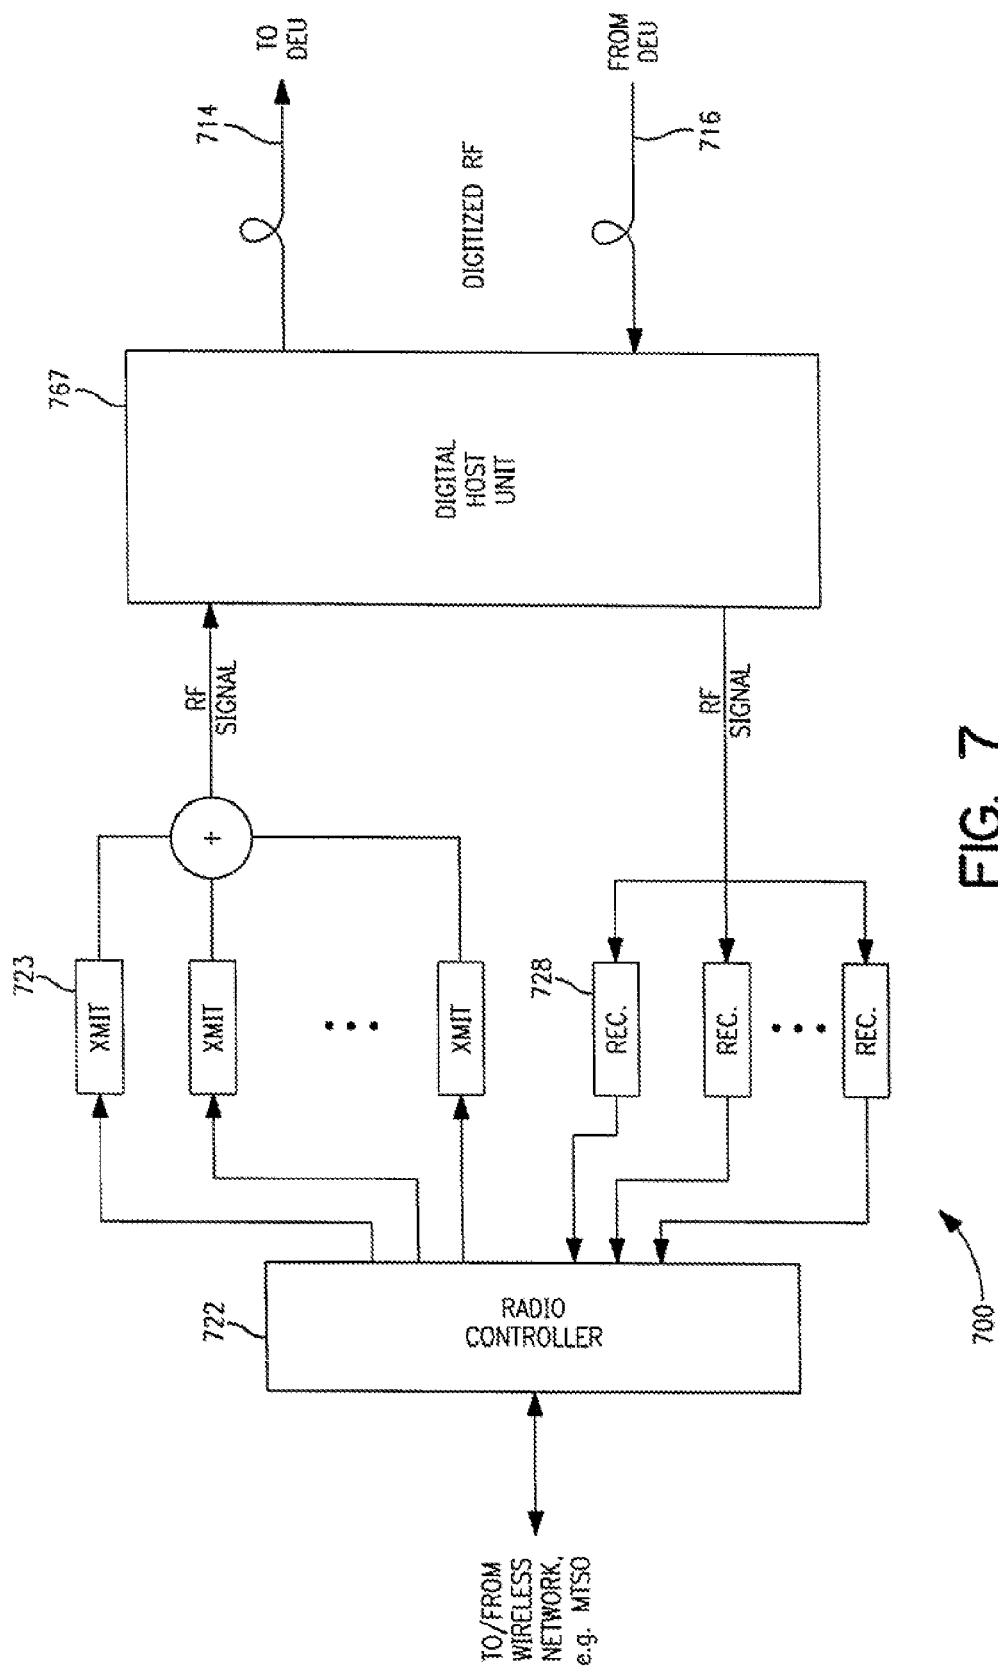 TO/FROM
WIRELESS
NETWORK,
e.g. MTSO
722
RADIO
CONTROLLER
723
XMIT
XMIT
XMIT
728
REC.
REC.
REC.
+
RF
SIGNAL
RF
SIGNAL
767
DIGITAL
HOST
UNIT
714
TO
DEU
DIGITIZED RF
716
FROM
DEU
700
FIG. 7